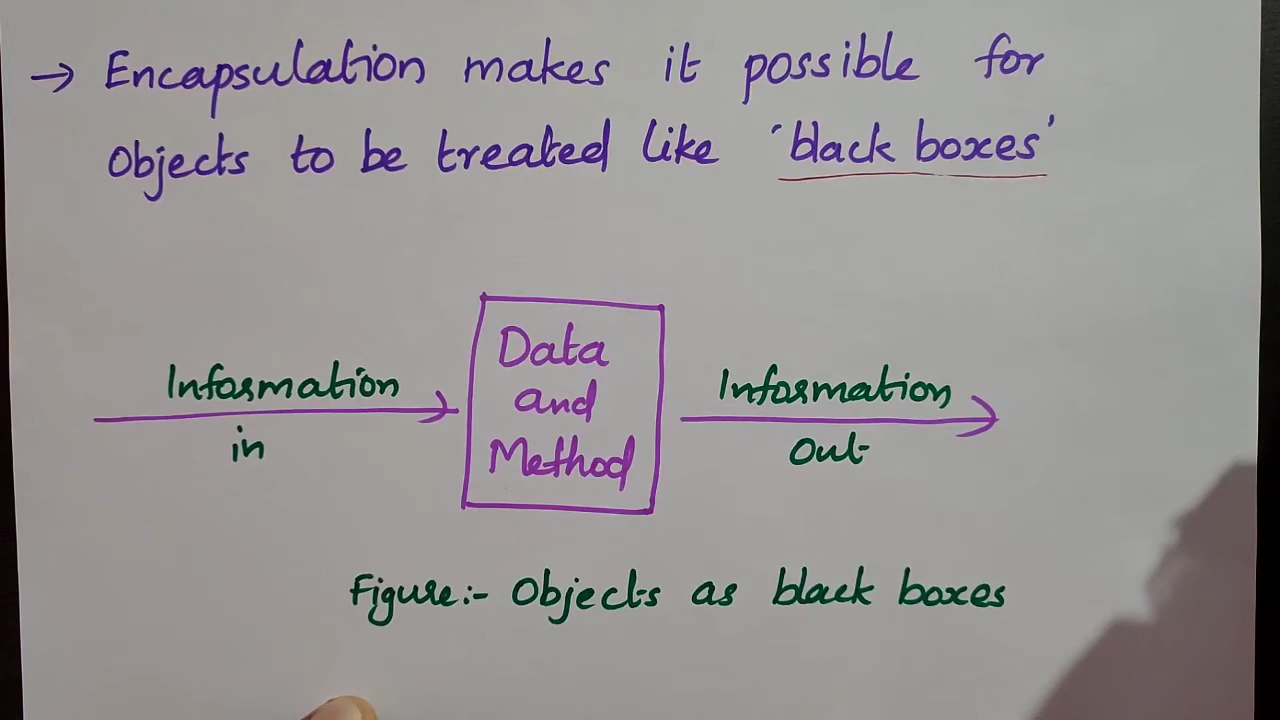 → Encapsulation makes it possible for
Objects to be treated like 'black boxes'
Information
in
Data
and
Method
Information
Out
Figure:- Objects as black boxes